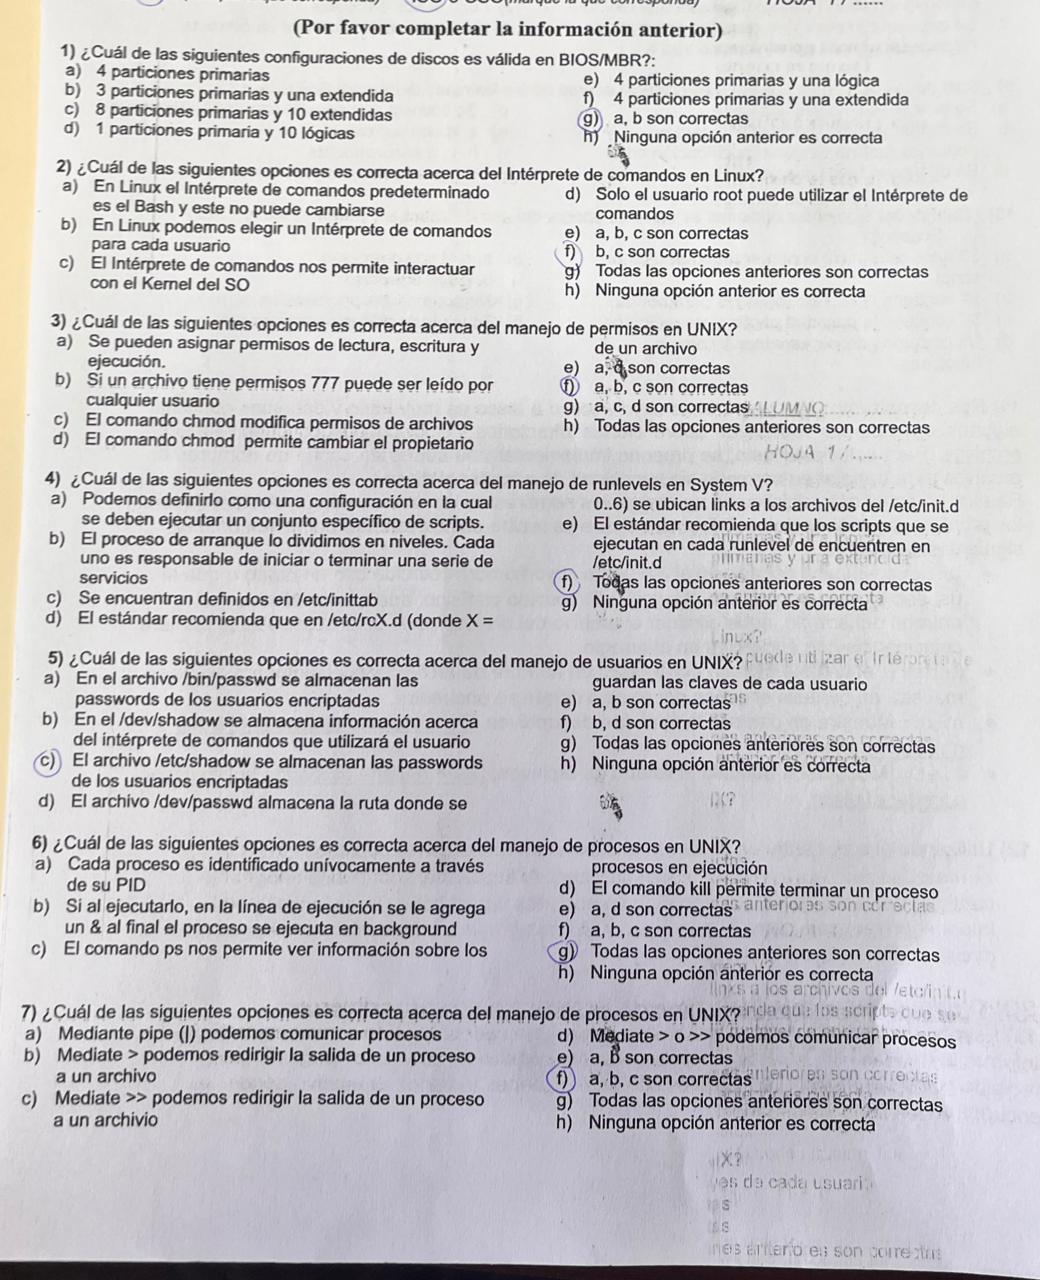 (Por favor completar la información anterior)
1) ¿Cuál de las siguientes configuraciones de discos es válida en BIOS/MBR?:
a) 4 particiones primarias
b) 3 particiones primarias y una extendida
c) 8 particiones primarias y 10 extendidas
d) 1 particiones primaria y 10 lógicas
e) 4 particiones primarias y una lógica
f) 4 particiones primarias y una extendida
g) a, b son correctas
h) Ninguna opción anterior es correcta
2) ¿Cuál de las siguientes opciones es correcta acerca del Intérprete de comandos en Linux?
a) En Linux el Intérprete de comandos predeterminado
es el Bash y este no puede cambiarse
b) En Linux podemos elegir un Intérprete de comandos
para cada usuario
c) El Intérprete de comandos nos permite interactuar
con el Kernel del SO
d) Solo el usuario root puede utilizar el Intérprete de
comandos
e) a, b, c son correctas
f) b, c son correctas
g) Todas las opciones anteriores son correctas
h) Ninguna opción anterior es correcta
3) ¿Cuál de las siguientes opciones es correcta acerca del manejo de permisos en UNIX?
a) Se pueden asignar permisos de lectura, escritura y
ejecución.
b) Si un archivo tiene permisos 777 puede ser leído por
cualquier usuario
c) El comando chmod modifica permisos de archivos
d) El comando chmod permite cambiar el propietario
de un archivo
e) a, d son correctas
f) a, b, c son correctas
g) a, c, d son correctas
h) Todas las opciones anteriores son correctas
ALUMNO
HOJA 1 /......
4) ¿Cuál de las siguientes opciones es correcta acerca del manejo de runlevels en System V?
a) Podemos definirlo como una configuración en la cual
se deben ejecutar un conjunto específico de scripts.
b) El proceso de arranque lo dividimos en niveles. Cada
uno es responsable de iniciar o terminar una serie de
servicios
c) Se encuentran definidos en /etc/inittab
d) El estándar recomienda que en /etc/rcX.d (donde X =
0..6) se ubican links a los archivos del /etc/init.d
e) El estándar recomienda que los scripts que se
ejecutan en cada runlevel de encuentren en
/etc/init.d
f) Todas las opciones anteriores son correctas
g) Ninguna opción anterior es correcta
Linux?
5) ¿Cuál de las siguientes opciones es correcta acerca del manejo de usuarios en UNIX?
a) En el archivo /bin/passwd se almacenan las
passwords de los usuarios encriptadas
b) En el /dev/shadow se almacena información acerca
del intérprete de comandos que utilizará el usuario
c) El archivo /etc/shadow se almacenan las passwords
de los usuarios encriptadas
d) El archivo /dev/passwd almacena la ruta donde se
guardan las claves de cada usuario
e) a, b son correctas
f) b, d son correctas
g) Todas las opciones anteriores son correctas
h) Ninguna opción anterior es correcta
6) ¿Cuál de las siguientes opciones es correcta acerca del manejo de procesos en UNIX?
a) Cada proceso es identificado unívocamente a través
de su PID
b) Si al ejecutarlo, en la línea de ejecución se le agrega
un & al final el proceso se ejecuta en background
c) El comando ps nos permite ver información sobre los
procesos en ejecución
d) El comando kill permite terminar un proceso
e) a, d son correctas
f) a, b, c son correctas
g) Todas las opciones anteriores son correctas
h) Ninguna opción anterior es correcta
7) ¿Cuál de las siguientes opciones es correcta acerca del manejo de procesos en UNIX?
a) Mediante pipe (|) podemos comunicar procesos
b) Mediate > podemos redirigir la salida de un proceso
a un archivo
c) Mediate >> podemos redirigir la salida de un proceso
a un archivio
d) Mediate > o >> podemos comunicar procesos
e) a, b son correctas
f) a, b, c son correctas
g) Todas las opciones anteriores son correctas
h) Ninguna opción anterior es correcta